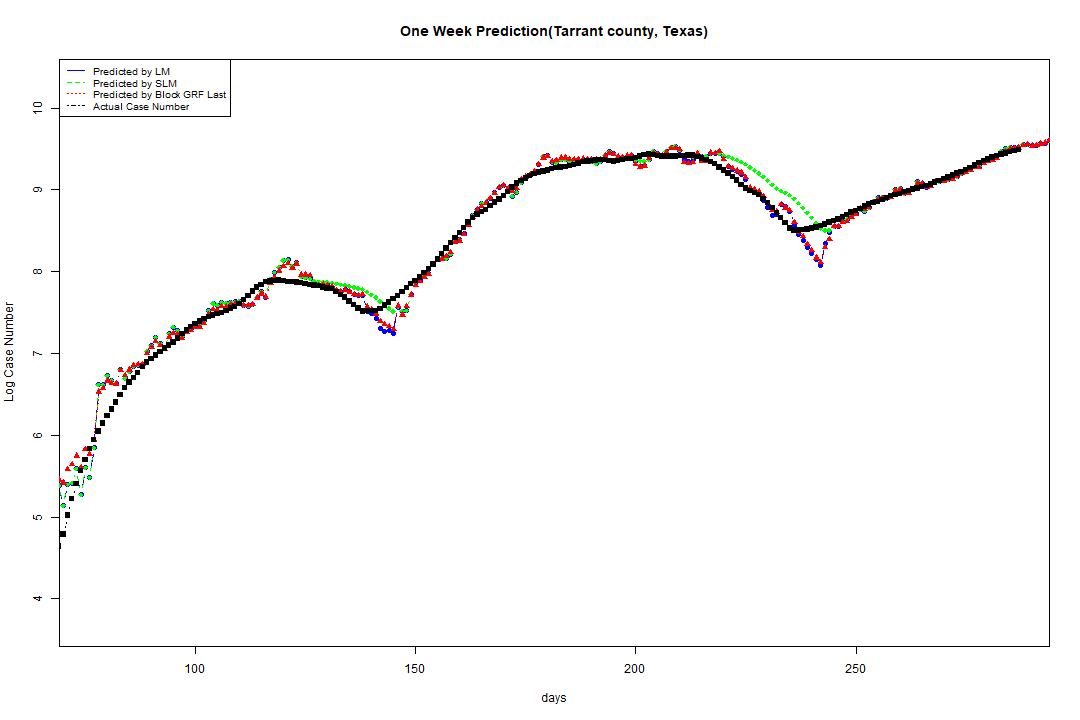 One Week Prediction(Tarrant county, Texas)
Predicted by LM
Predicted by SLM
Predicted by Block GRF Last
Actual Case Number
10
9
8
7
6
5
4
Log Case Number
100
150
200
250
days